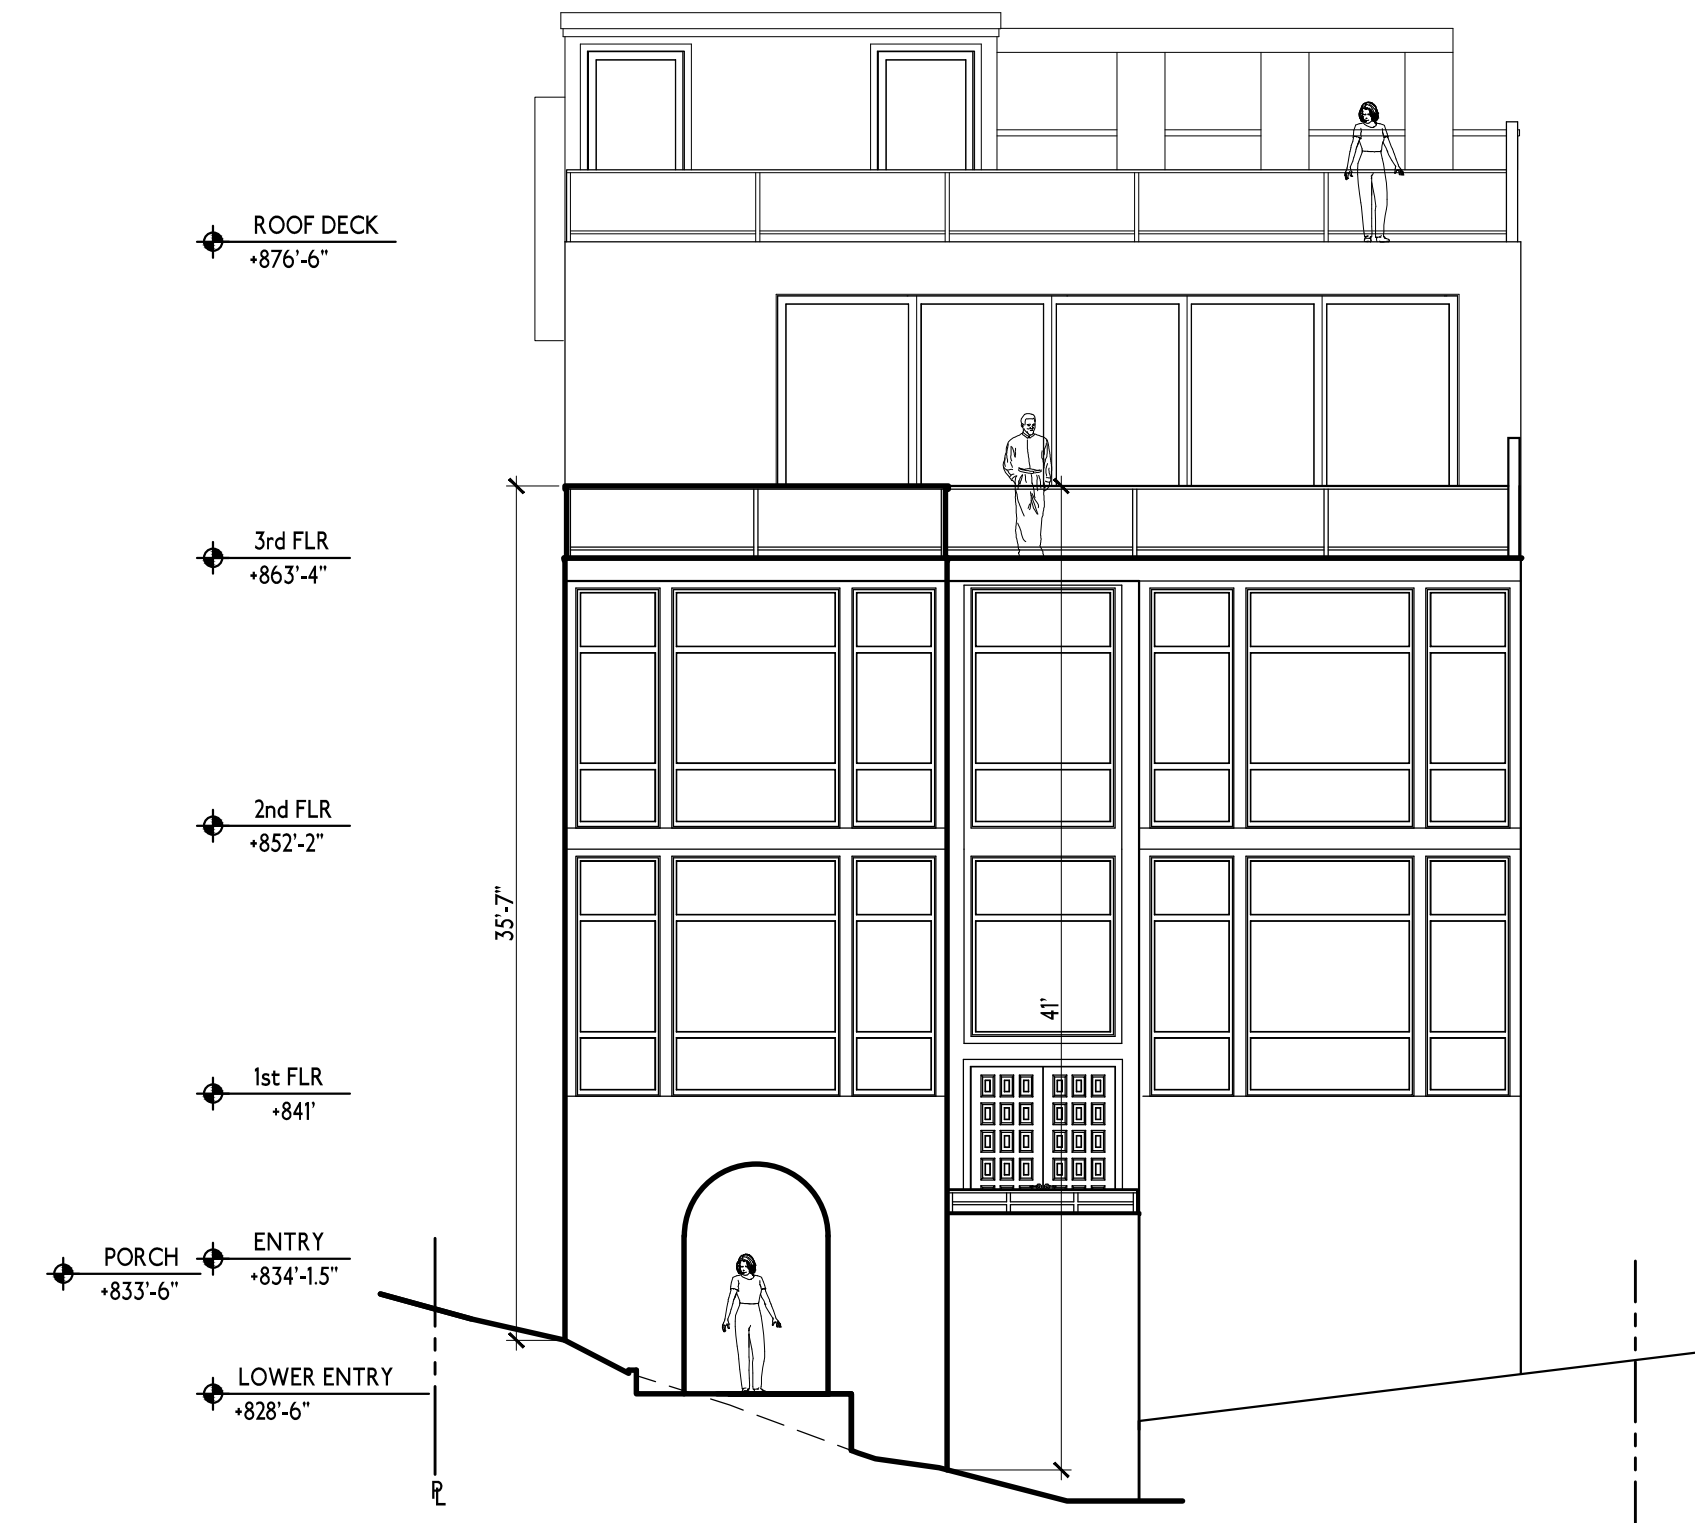 ROOF DECK
+876'-6"
3rd FLR
+863'-4"
2nd FLR
+852'-2"
35'-7"
41'
1st FLR
+841'
ENTRY
+834'-1.5"
PORCH
+833'-6"
LOWER ENTRY
+828'-6"
PL